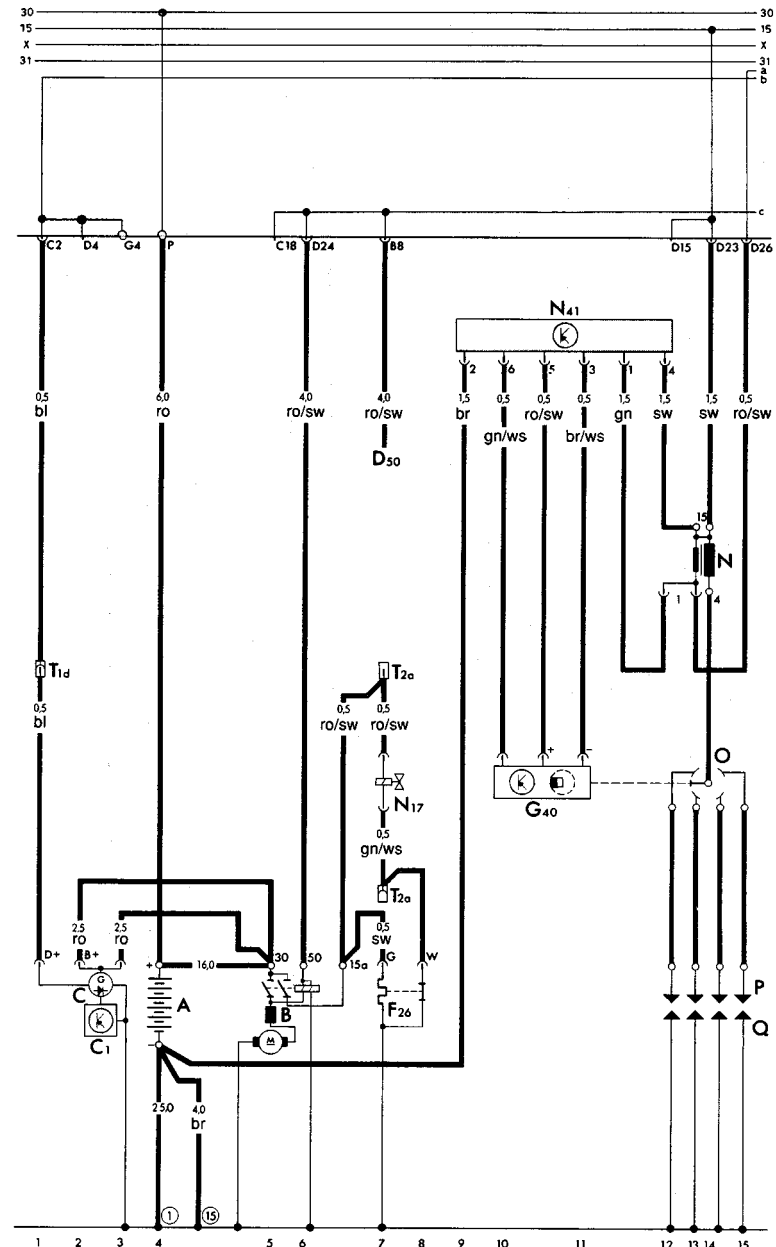 30 30
15 15
X X
31 31
a
b
c
C2 D4 G4 P C18 D24 B8 D15 D23 D26
N41
2 6 5 3 1 4
0,5 6,0 4,0 4,0 1,5 0,5 0,5 0,5 1,5 1,5 1,5 0,5
bl ro ro/sw ro/sw br gn/ws ro/sw br/ws gn sw sw ro/sw
D50
15
N
1 4
T1d T2a
0,5 0,5 0,5
bl ro/sw ro/sw
+ −
O
N17
G40
0,5
gn/ws
T2a
2,5 2,5 0,5
ro ro sw
D+ B+ + 16,0 30 50 15a G W
G
C A B F26 P
C1 M Q
−
25,0 4,0
br
1 15
1 2 3 4 5 6 7 8 9 10 11 12 13 14 15